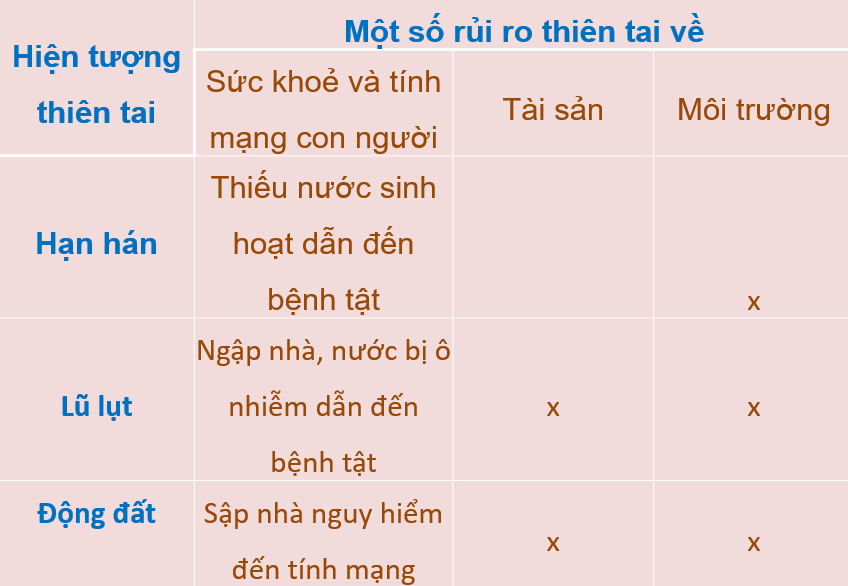 Hiện tượng
thiên tai
Một số rủi ro thiên tai về
Sức khoẻ và tính
mạng con người
Tài sản
Môi trường
Hạn hán
Thiếu nước sinh
hoạt dẫn đến
bệnh tật
x
Lũ lụt
Ngập nhà, nước bị ô
nhiễm dẫn đến
bệnh tật
x
x
Động đất
Sập nhà nguy hiểm
đến tính mạng
x
x